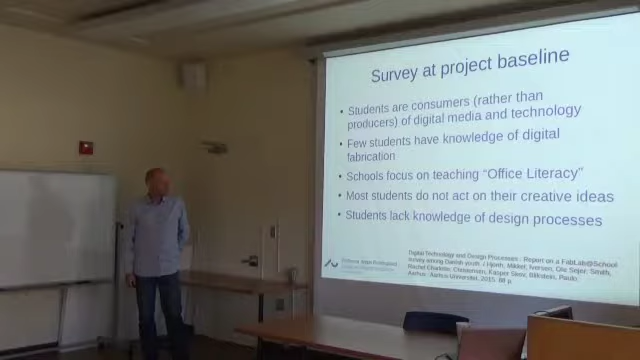 Survey at project baseline
• Students are consumers (rather than
producers) of digital media and technology
• Few students have knowledge of digital
fabrication
• Schools focus on teaching “Office Literacy”
• Most students do not act on their creative ideas
• Students lack knowledge of design processes
Digital Technology and Design Processes : Report on a FabLab@School
survey among Danish youth. / Hjorth, Mikkel; Iversen, Ole Sejer; Smith,
Rachel Charlotte; Christensen, Kasper Skov; Blikstein, Paulo.
Aarhus : Aarhus Universitet, 2015. 68 p.